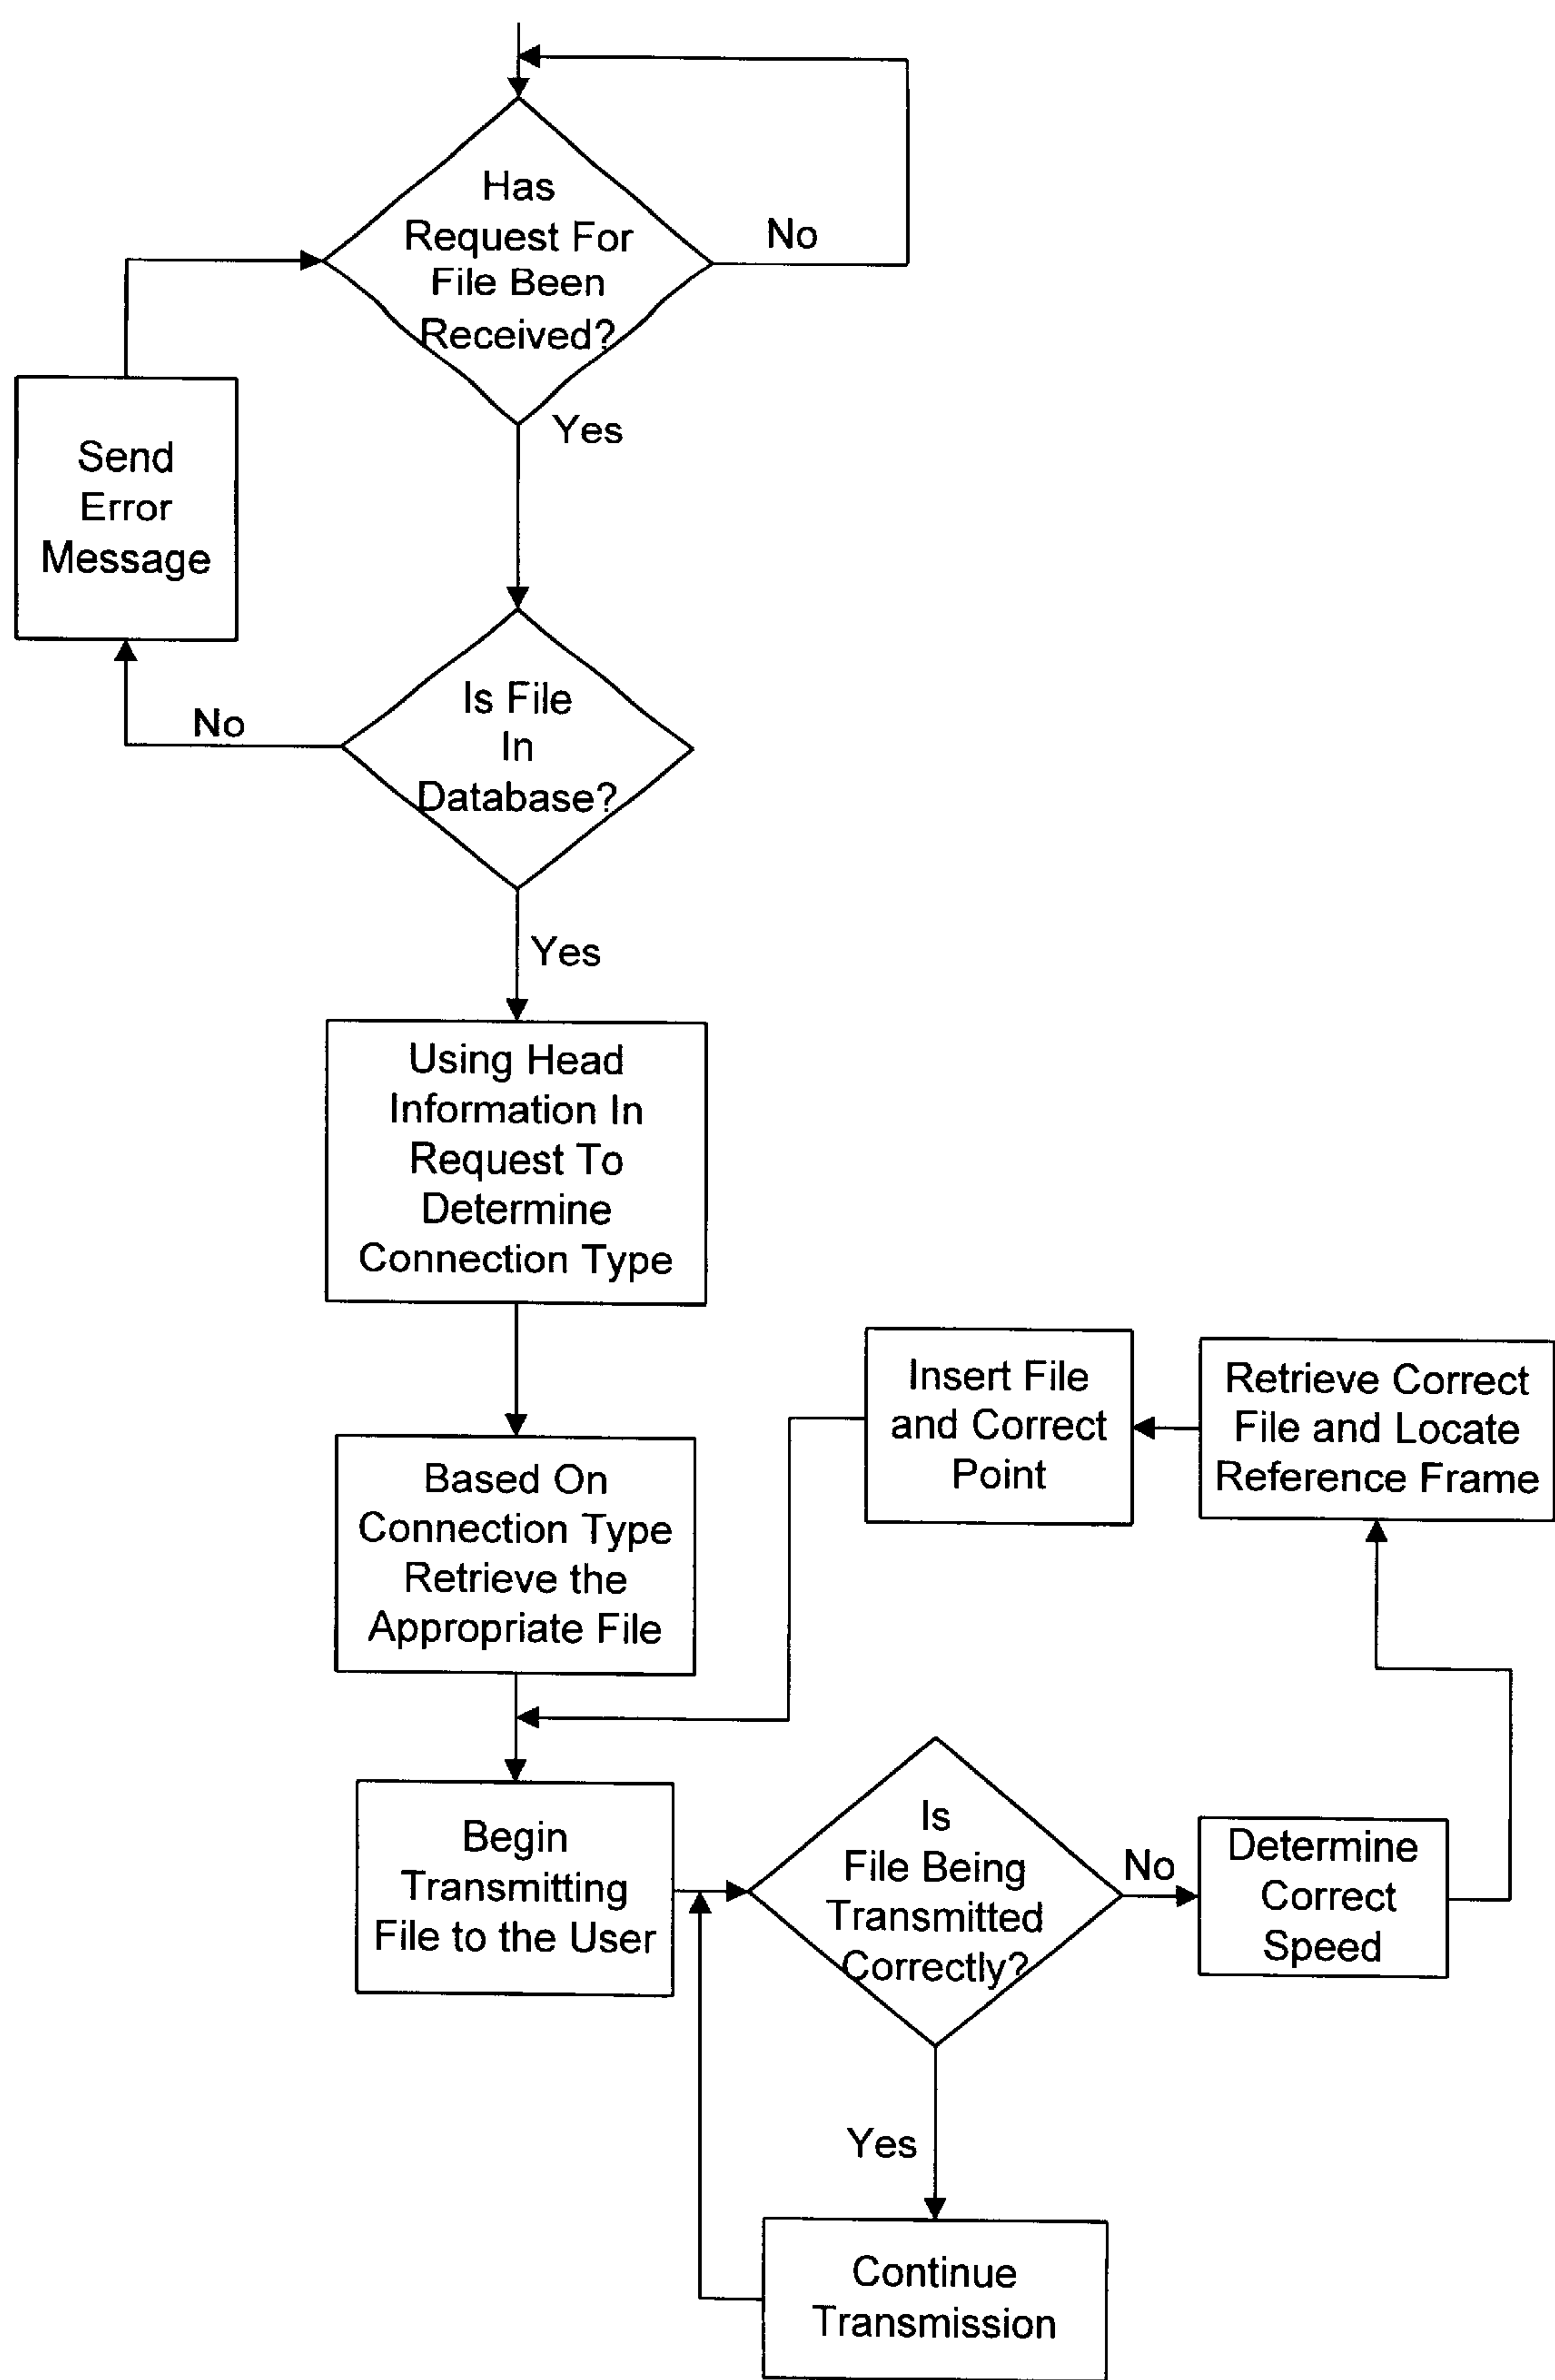 Has
Request For
File Been
Received?
No
Yes
Send
Error
Message
Is File
In
Database?
No
Yes
Using Head
Information In
Request To
Determine
Connection Type
Based On
Connection Type
Retrieve the
Appropriate File
Insert File
and Correct
Point
Retrieve Correct
File and Locate
Reference Frame
Begin
Transmitting
File to the User
Is
File Being
Transmitted
Correctly?
No
Determine
Correct
Speed
Yes
Continue
Transmission